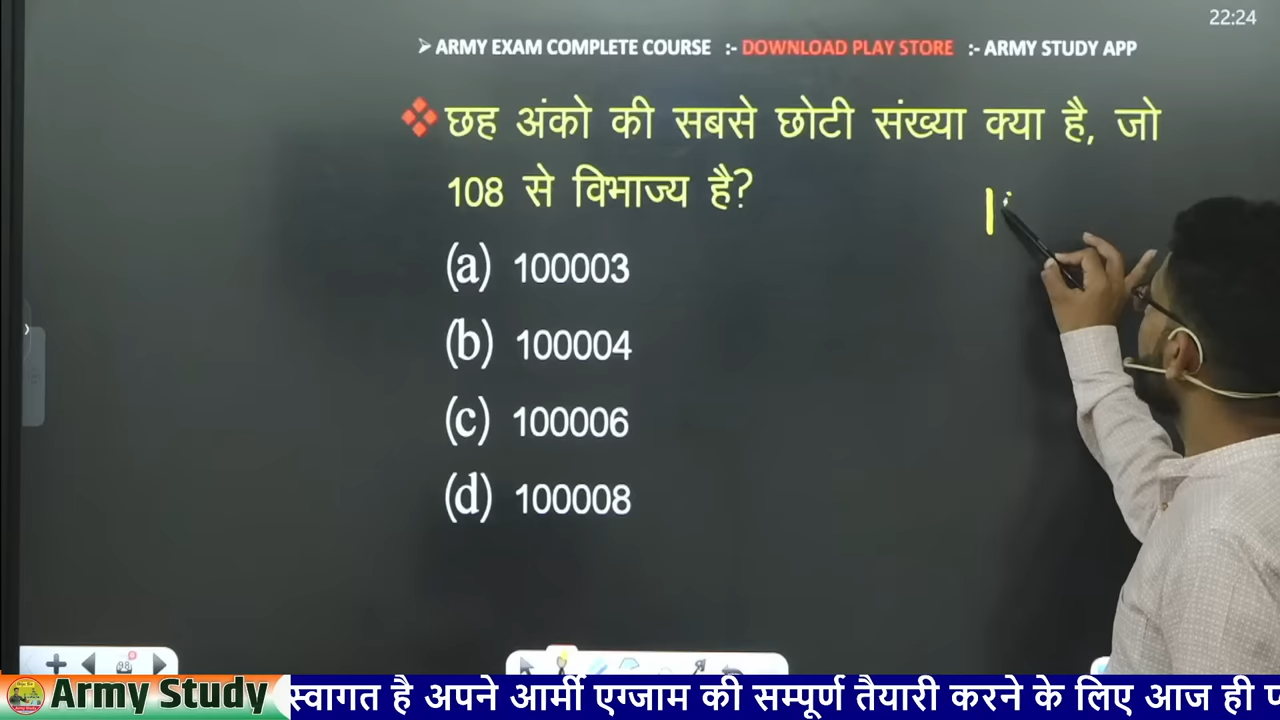 22:24
➢ ARMY EXAM COMPLETE COURSE :- DOWNLOAD PLAY STORE :- ARMY STUDY APP
❖ छह अंको की सबसे छोटी संख्या क्या है, जो
108 से विभाज्य है?
(a) 100003
(b) 100004
(c) 100006
(d) 100008
98
Army Study स्वागत है अपने आर्मी एग्जाम की सम्पूर्ण तैयारी करने के लिए आज ही